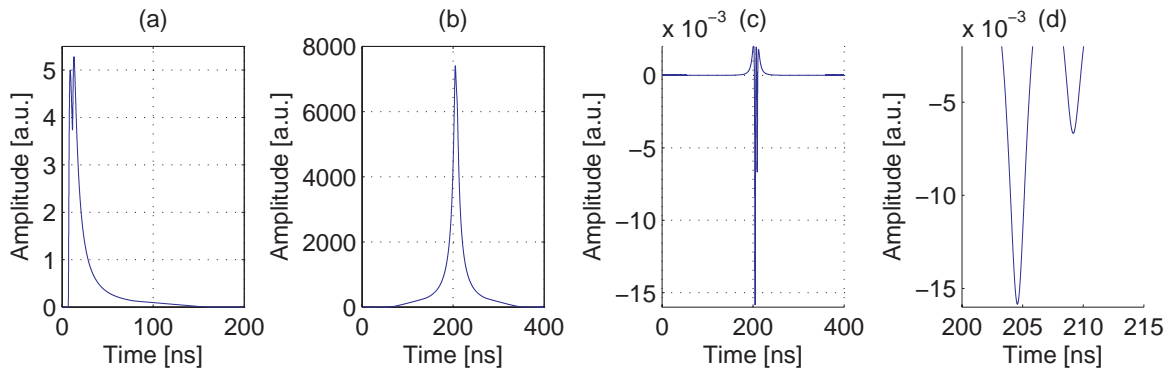 (a)
Amplitude [a.u.]
5
4
3
2
1
0
0 100 200
Time [ns]
(b)
Amplitude [a.u.]
8000
6000
4000
2000
0
0 200 400
Time [ns]
x 10⁻³ (c)
Amplitude [a.u.]
0
−5
−10
−15
0 200 400
Time [ns]
x 10⁻³ (d)
Amplitude [a.u.]
−5
−10
−15
200 205 210 215
Time [ns]